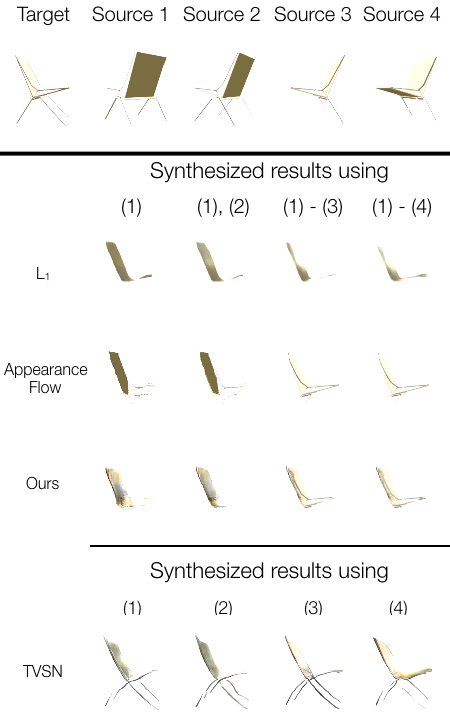 Target Source 1 Source 2 Source 3 Source 4
Synthesized results using
(1) (1), (2) (1) - (3) (1) - (4)
L₁
Appearance
Flow
Ours
Synthesized results using
(1) (2) (3) (4)
TVSN